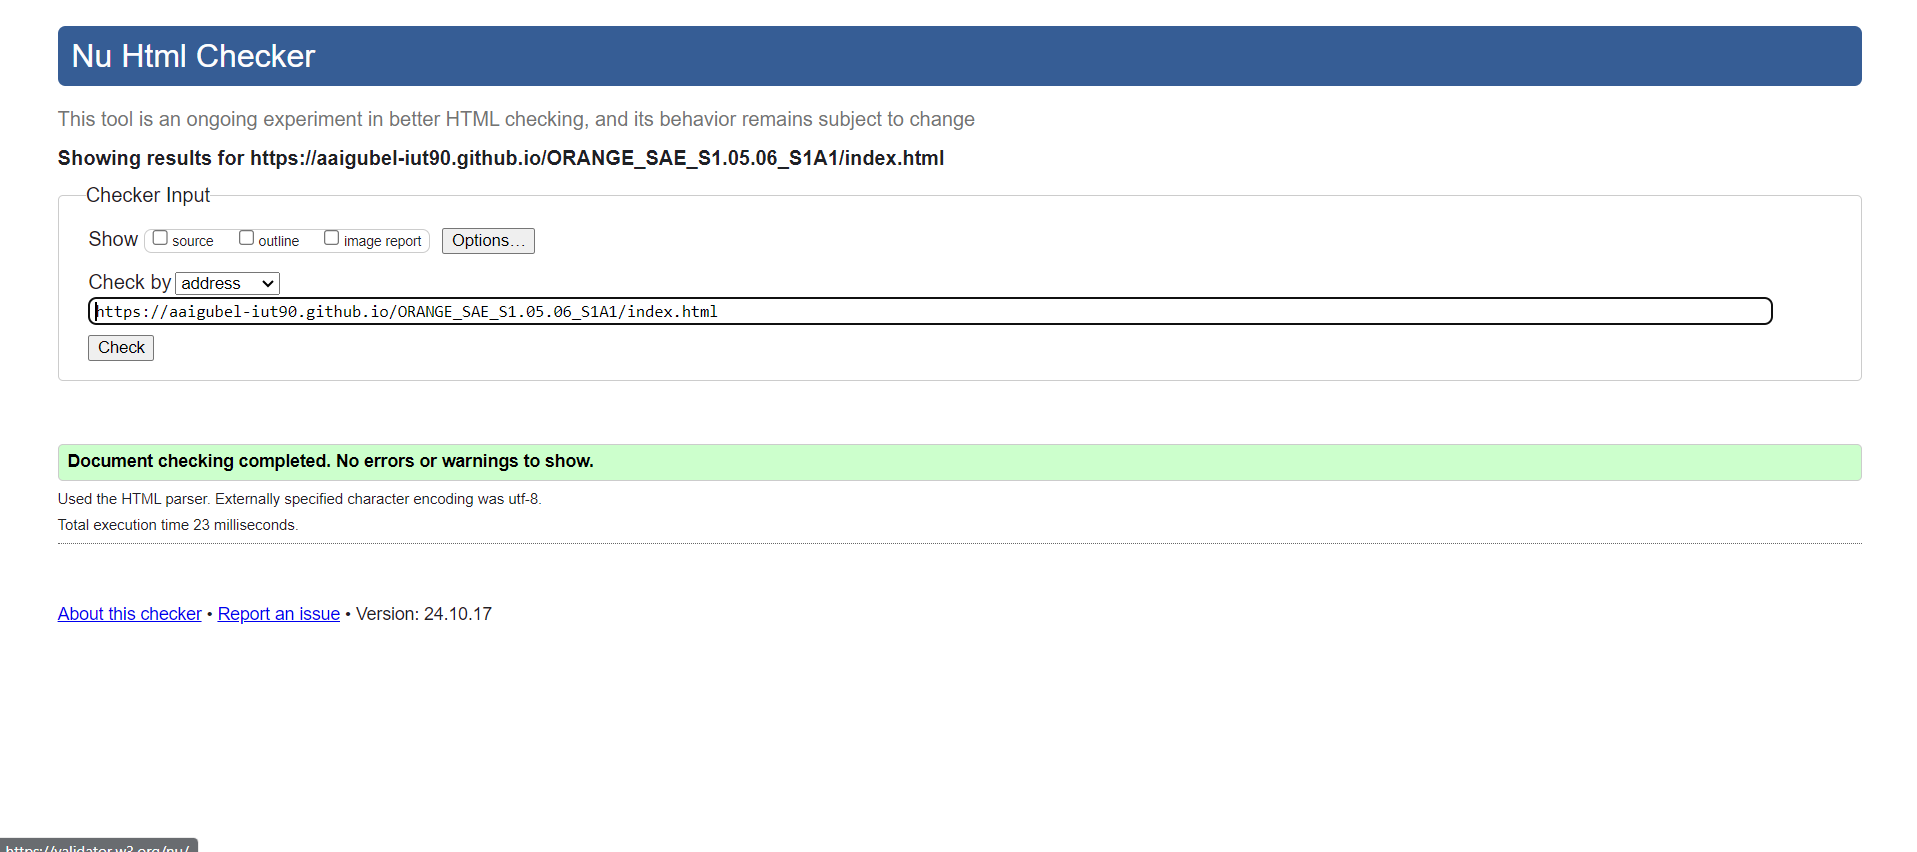 Nu Html Checker
This tool is an ongoing experiment in better HTML checking, and its behavior remains subject to change
Showing results for https://aaigubel-iut90.github.io/ORANGE_SAE_S1.05.06_S1A1/index.html
Checker Input
Show source outline image report Options...
Check by address
https://aaigubel-iut90.github.io/ORANGE_SAE_S1.05.06_S1A1/index.html
Check
Document checking completed. No errors or warnings to show.
Used the HTML parser. Externally specified character encoding was utf-8.
Total execution time 23 milliseconds.
About this checker • Report an issue • Version: 24.10.17
https://validator.w3.org/nu/